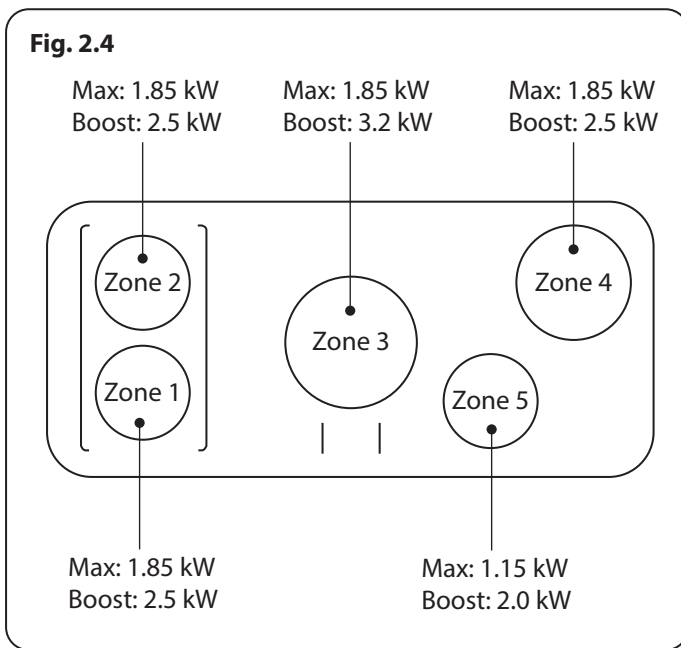 Fig. 2.4
Max: 1.85 kW
Boost: 2.5 kW
Max: 1.85 kW
Boost: 3.2 kW
Max: 1.85 kW
Boost: 2.5 kW
Zone 2
Zone 4
Zone 3
Zone 1
Zone 5
Max: 1.85 kW
Boost: 2.5 kW
Max: 1.15 kW
Boost: 2.0 kW